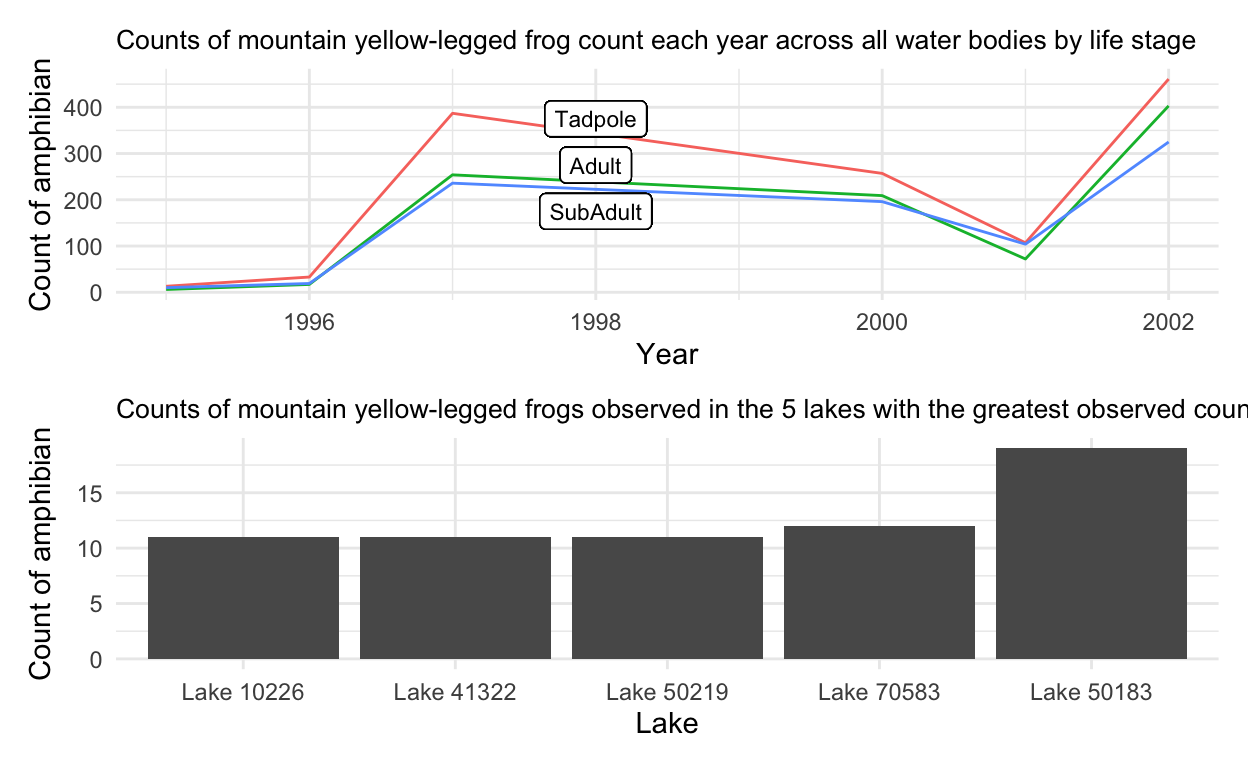 Counts of mountain yellow-legged frog count each year across all water bodies by life stage
Count of amphibian
400
300
200
100
0
Tadpole
Adult
SubAdult
1996 1998 2000 2002
Year
Counts of mountain yellow-legged frogs observed in the 5 lakes with the greatest observed coun
Count of amphibian
15
10
5
0
Lake 10226 Lake 41322 Lake 50219 Lake 70583 Lake 50183
Lake